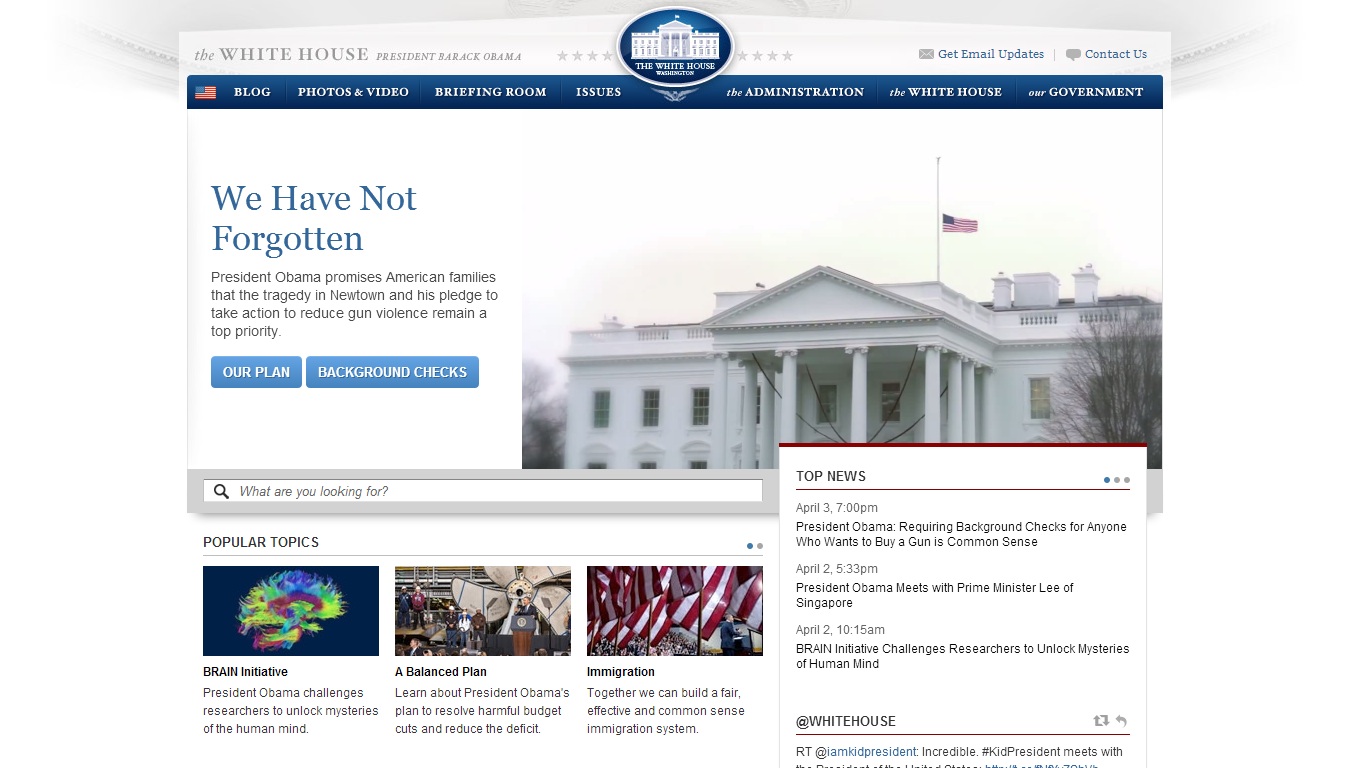 the WHITE HOUSE PRESIDENT BARACK OBAMA
THE WHITE HOUSE
WASHINGTON
Get Email Updates | Contact Us
BLOG PHOTOS & VIDEO BRIEFING ROOM ISSUES the ADMINISTRATION the WHITE HOUSE our GOVERNMENT
We Have Not
Forgotten
President Obama promises American families
that the tragedy in Newtown and his pledge to
take action to reduce gun violence remain a
top priority.
OUR PLAN BACKGROUND CHECKS
What are you looking for?
POPULAR TOPICS
BRAIN Initiative
President Obama challenges
researchers to unlock mysteries
of the human mind.
A Balanced Plan
Learn about President Obama's
plan to resolve harmful budget
cuts and reduce the deficit.
Immigration
Together we can build a fair,
effective and common sense
immigration system.
TOP NEWS
April 3, 7:00pm
President Obama: Requiring Background Checks for Anyone
Who Wants to Buy a Gun is Common Sense
April 2, 5:33pm
President Obama Meets with Prime Minister Lee of
Singapore
April 2, 10:15am
BRAIN Initiative Challenges Researchers to Unlock Mysteries
of Human Mind
@WHITEHOUSE
RT @iamkidpresident: Incredible. #KidPresident meets with
the President of the United States: